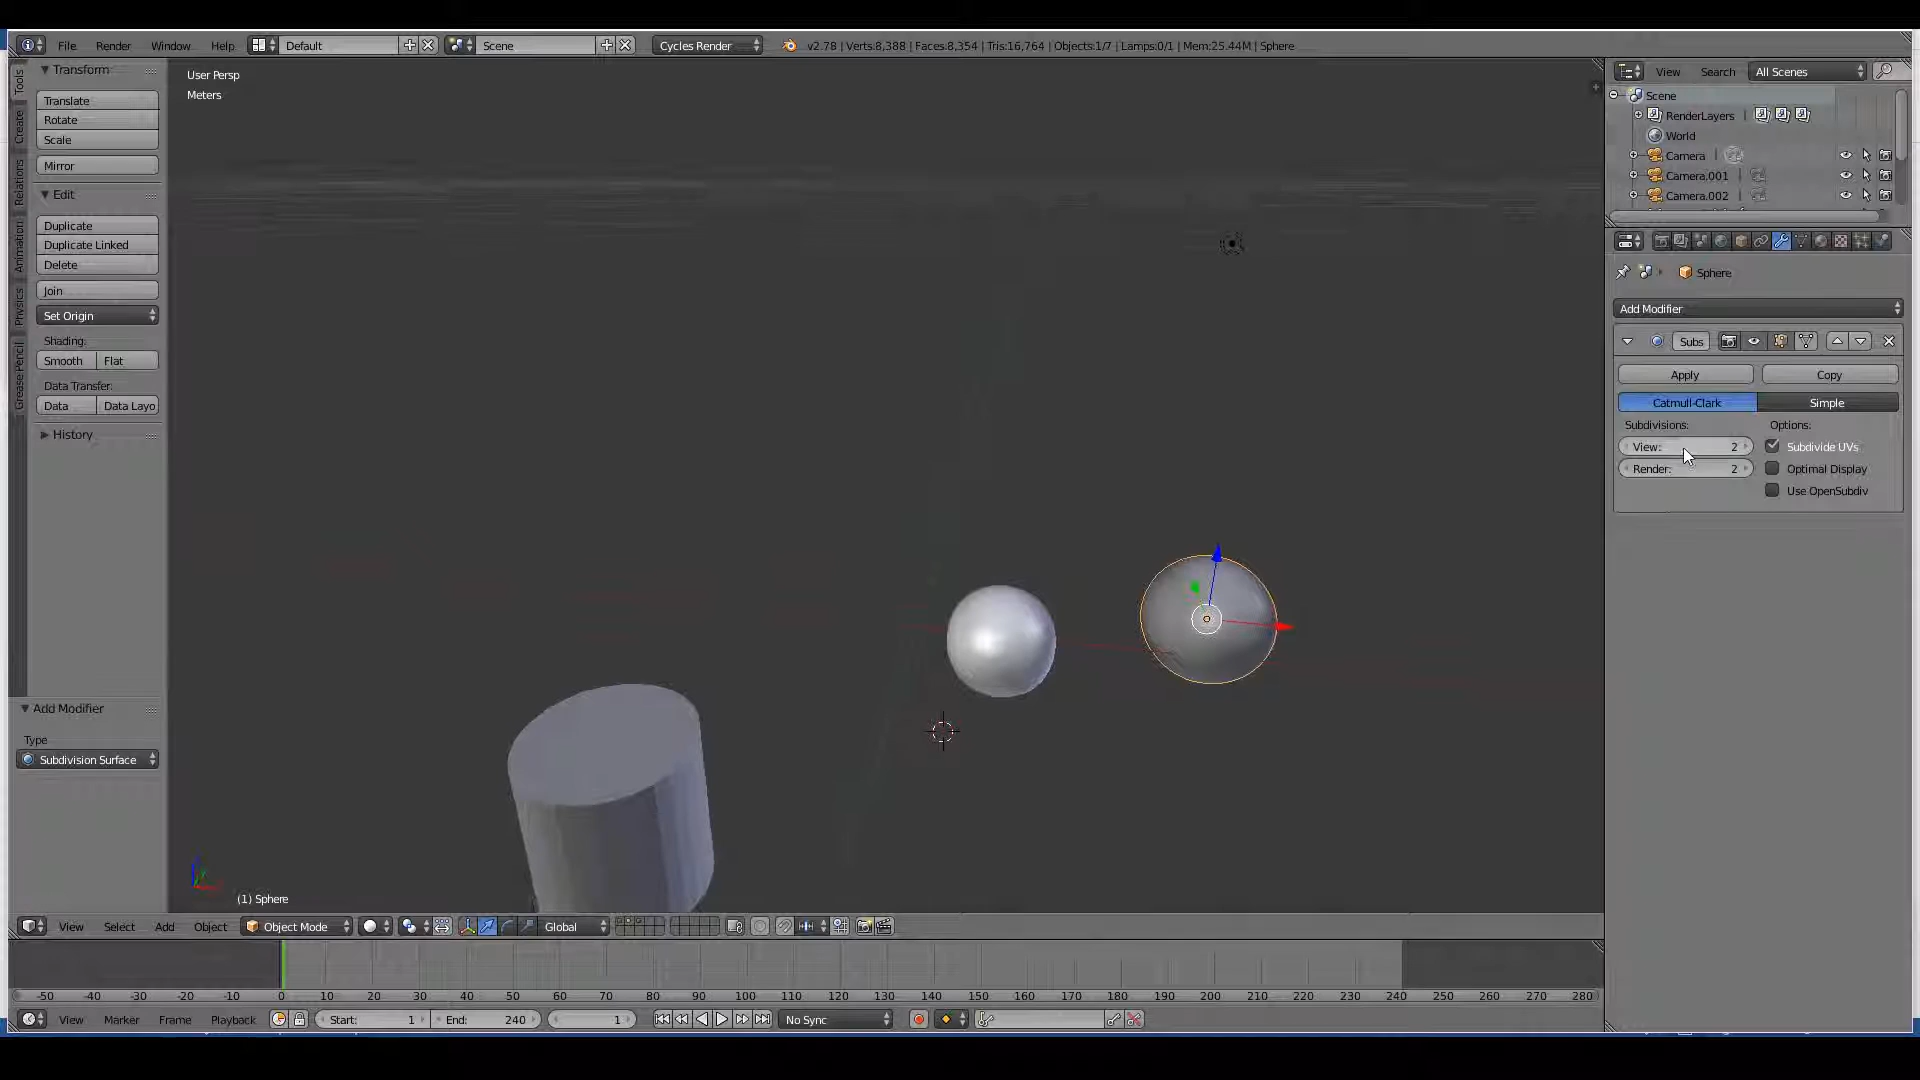 File Render Window Help Default Scene Cycles Render v2.78 | Verts:8,388 | Faces:8,354 | Tris:16,764 | Objects:1/7 | Lamps:0/1 | Mem:25.44M | Sphere
Tools
Create
Relations
Animation
Physics
Grease Pencil
Transform
Translate
Rotate
Scale
Mirror
Edit
Duplicate
Duplicate Linked
Delete
Join
Set Origin
Shading:
Smooth Flat
Data Transfer:
Data Data Layo
History
Add Modifier
Type
Subdivision Surface
User Persp
Meters
(1) Sphere
View Select Add Object Object Mode Global
-50 -40 -30 -20 -10 0 10 20 30 40 50 60 70 80 90 100 110 120 130 140 150 160 170 180 190 200 210 220 230 240 250 260 270 280
View Marker Frame Playback Start: 1 End: 240 1 No Sync
View Search All Scenes
Scene
RenderLayers
World
Camera
Camera.001
Camera.002
Sphere
Add Modifier
Subs
Apply Copy
Catmull-Clark Simple
Subdivisions: Options:
View: 2 Subdivide UVs
Render: 2 Optimal Display
Use OpenSubdiv